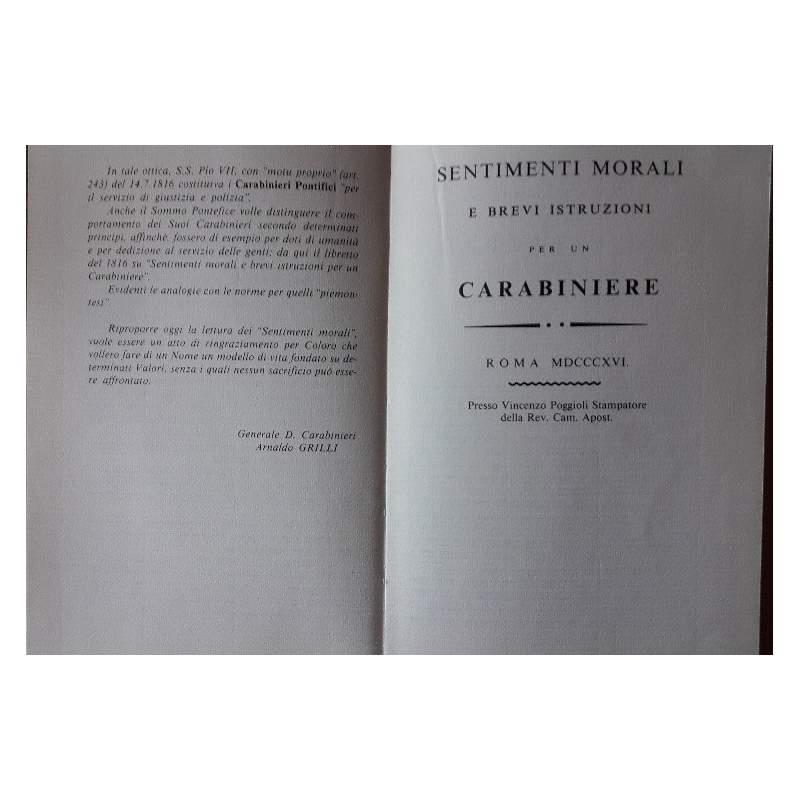 In tale ottica, S.S. Pio VII, con "motu proprio" (art.
243) del 14.7.1816 costituiva i Carabinieri Pontifici "per
il servizio di giustizia e polizia".
Anche il Sommo Pontefice volle distinguere il com-
portamento dei Suoi Carabinieri secondo determinati
principi, affinchè, fossero di esempio per doti di umanità
e per dedizione al servizio delle genti; da qui il libretto
del 1816 su "Sentimenti morali e brevi istruzioni per un
Carabiniere".
Evidenti le analogie con le norme per quelli "piemon-
tesi".
Riproporre oggi la lettura dei "Sentimenti morali",
vuole essere un atto di ringraziamento per Coloro che
vollero fare di un Nome un modello di vita fondato su de-
terminati Valori, senza i quali nessun sacrificio può esse-
re affrontato.
Generale D. Carabinieri
Arnaldo GRILLI
SENTIMENTI MORALI
E BREVI ISTRUZIONI
PER UN
CARABINIERE
ROMA MDCCCXVI.
Presso Vincenzo Poggioli Stampatore
della Rev. Cam. Apost.